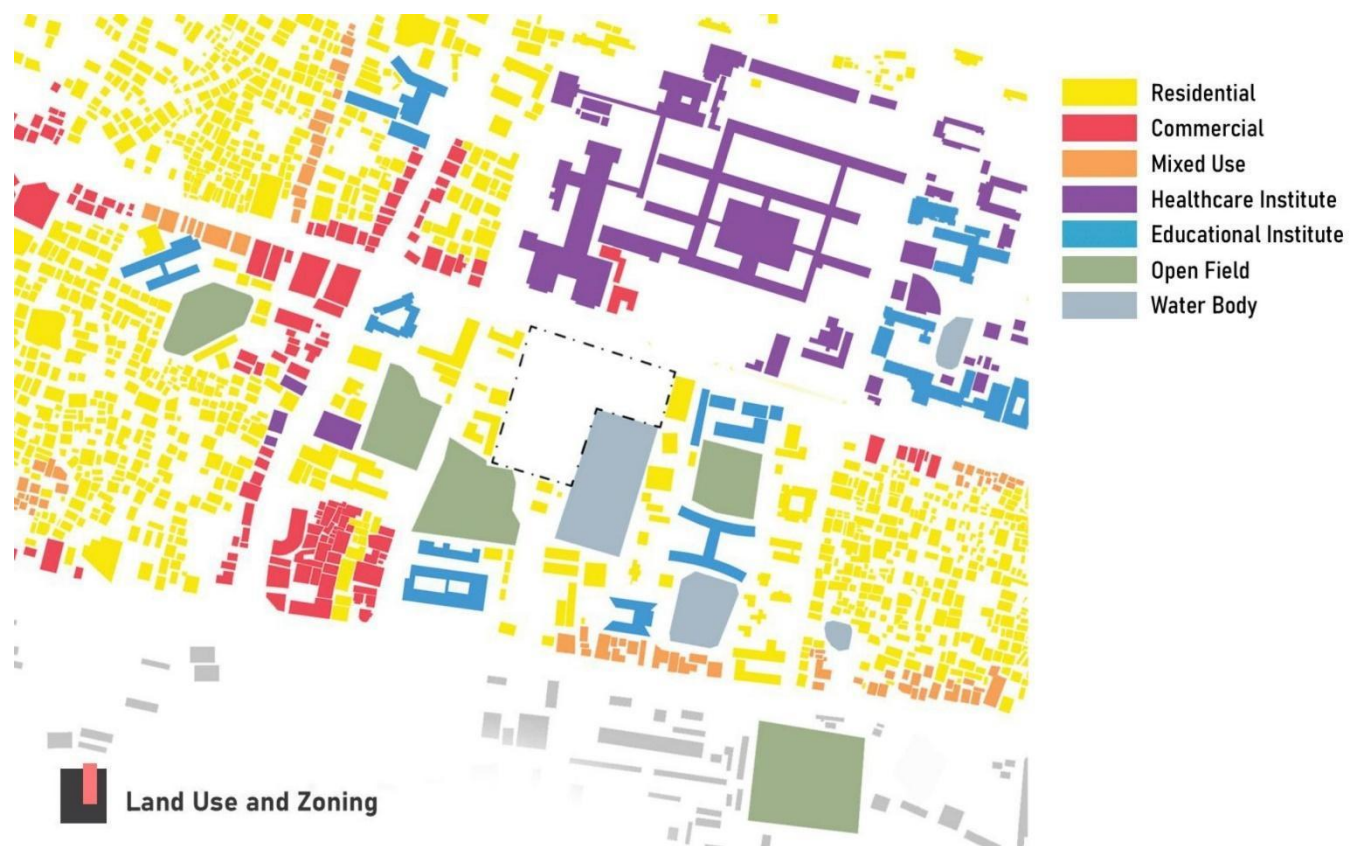 Residential
Commercial
Mixed Use
Healthcare Institute
Educational Institute
Open Field
Water Body
Land Use and Zoning